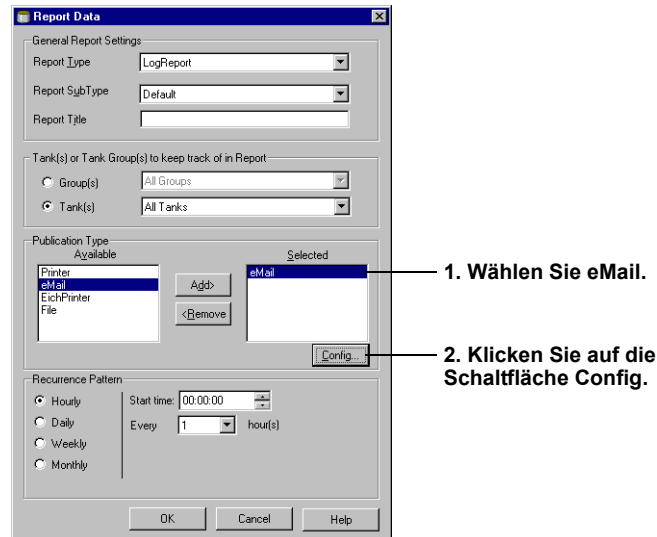 Report Data
General Report Settings
Report Type
LogReport
Report SubType
Default
Report Title
Tank(s) or Tank Group(s) to keep track of in Report
Group(s)
All Groups
Tank(s)
All Tanks
Publication Type
Available
Selected
Printer
eMail
EichPrinter
File
Add>
<Remove
eMail
1. Wählen Sie eMail.
Config...
2. Klicken Sie auf die
Schaltfläche Config.
Recurrence Pattern
Hourly
Start time: 00:00:00
Daily
Every 1 hour(s)
Weekly
Monthly
OK
Cancel
Help